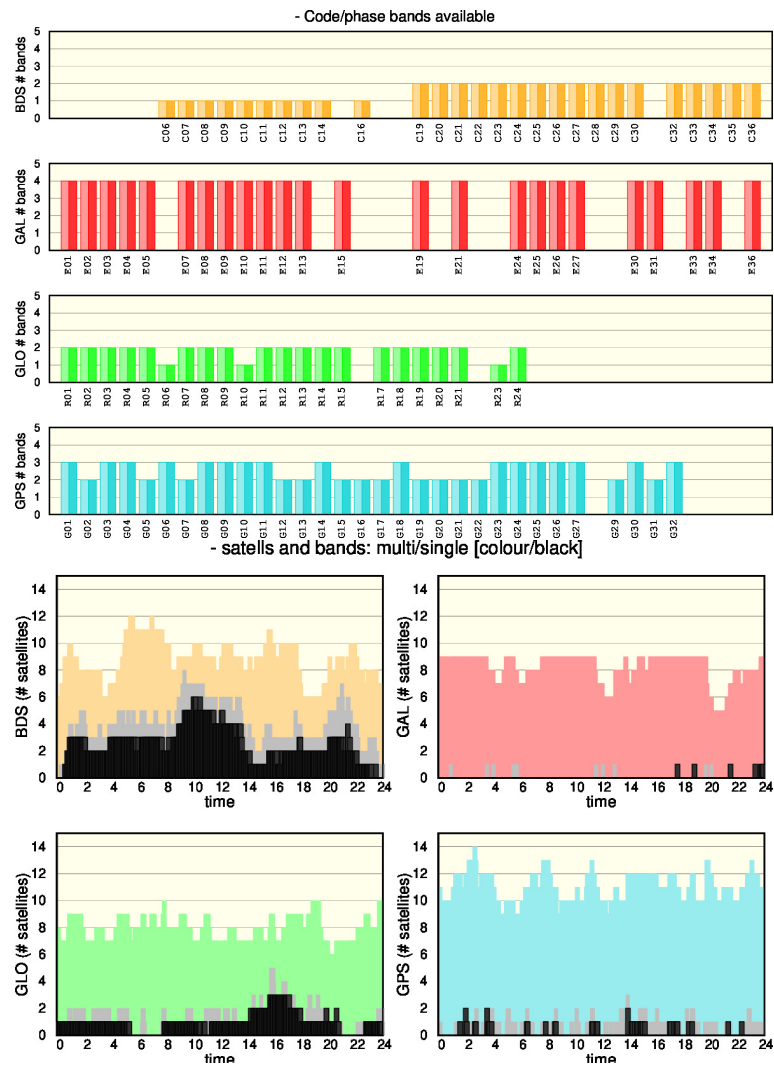 - Code/phase bands available
BDS # bands
5
4
3
2
1
0
C06 C07 C08 C09 C10 C11 C12 C13 C14 C16 C19 C20 C21 C22 C23 C24 C25 C26 C27 C28 C29 C30 C32 C33 C34 C35 C36
GAL # bands
5
4
3
2
1
0
E01 E02 E03 E04 E05 E07 E08 E09 E10 E11 E12 E13 E15 E19 E21 E24 E25 E26 E27 E30 E31 E33 E34 E36
GLO # bands
5
4
3
2
1
0
R01 R02 R03 R04 R05 R06 R07 R08 R09 R10 R11 R12 R13 R14 R15 R17 R18 R19 R20 R21 R23 R24
GPS # bands
5
4
3
2
1
0
G01 G02 G03 G04 G05 G06 G07 G08 G09 G10 G11 G12 G13 G14 G15 G16 G17 G18 G19 G20 G21 G22 G23 G24 G25 G26 G27 G29 G30 G31 G32
- satells and bands: multi/single [colour/black]
BDS (# satellites)
14
12
10
8
6
4
2
0
0 2 4 6 8 10 12 14 16 18 20 22 24
time
GAL (# satellites)
14
12
10
8
6
4
2
0
0 2 4 6 8 10 12 14 16 18 20 22 24
time
GLO (# satellites)
14
12
10
8
6
4
2
0
0 2 4 6 8 10 12 14 16 18 20 22 24
time
GPS (# satellites)
14
12
10
8
6
4
2
0
0 2 4 6 8 10 12 14 16 18 20 22 24
time